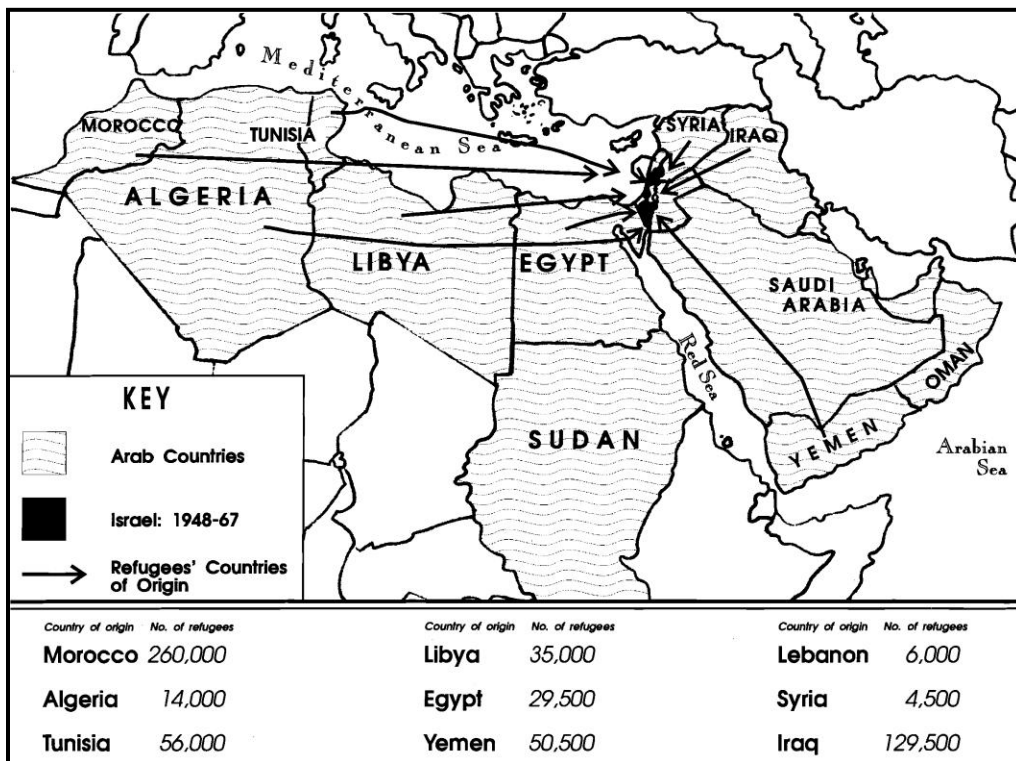 Mediterranean Sea
MOROCCO
TUNISIA
SYRIA
IRAQ
ALGERIA
LIBYA
EGYPT
SAUDI
ARABIA
Red Sea
OMAN
YEMEN
SUDAN
Arabian
Sea
KEY
Arab Countries
Israel: 1948-67
Refugees' Countries
of Origin
Country of origin No. of refugees
Morocco 260,000
Algeria 14,000
Tunisia 56,000
Country of origin No. of refugees
Libya 35,000
Egypt 29,500
Yemen 50,500
Country of origin No. of refugees
Lebanon 6,000
Syria 4,500
Iraq 129,500